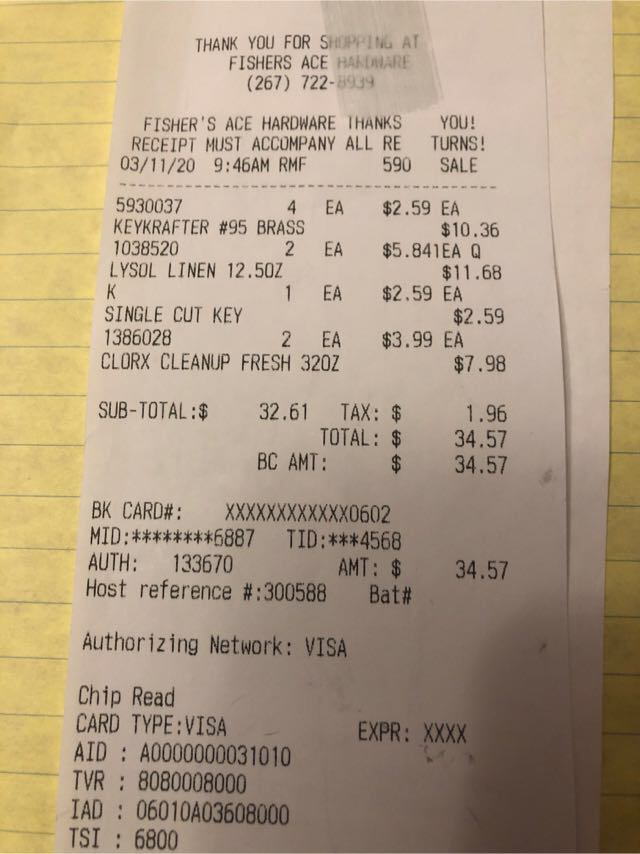 THANK YOU FOR SHOPPING AT
FISHERS ACE HARDWARE
(267) 722-8939
FISHER'S ACE HARDWARE THANKS YOU!
RECEIPT MUST ACCOMPANY ALL RE TURNS!
03/11/20 9:46AM RMF 590 SALE
5930037 4 EA $2.59 EA
KEYKRAFTER #95 BRASS $10.36
1038520 2 EA $5.841EA Q
LYSOL LINEN 12.5OZ $11.68
K 1 EA $2.59 EA
SINGLE CUT KEY $2.59
1386028 2 EA $3.99 EA
CLORX CLEANUP FRESH 32OZ $7.98
SUB-TOTAL:$ 32.61 TAX: $ 1.96
TOTAL: $ 34.57
BC AMT: $ 34.57
BK CARD#: XXXXXXXXXXXX0602
MID:********6887 TID:***4568
AUTH: 133670 AMT: $ 34.57
Host reference #:300588 Bat#
Authorizing Network: VISA
Chip Read
CARD TYPE:VISA EXPR: XXXX
AID : A0000000031010
TVR : 8080008000
IAD : 06010A03608000
TSI : 6800